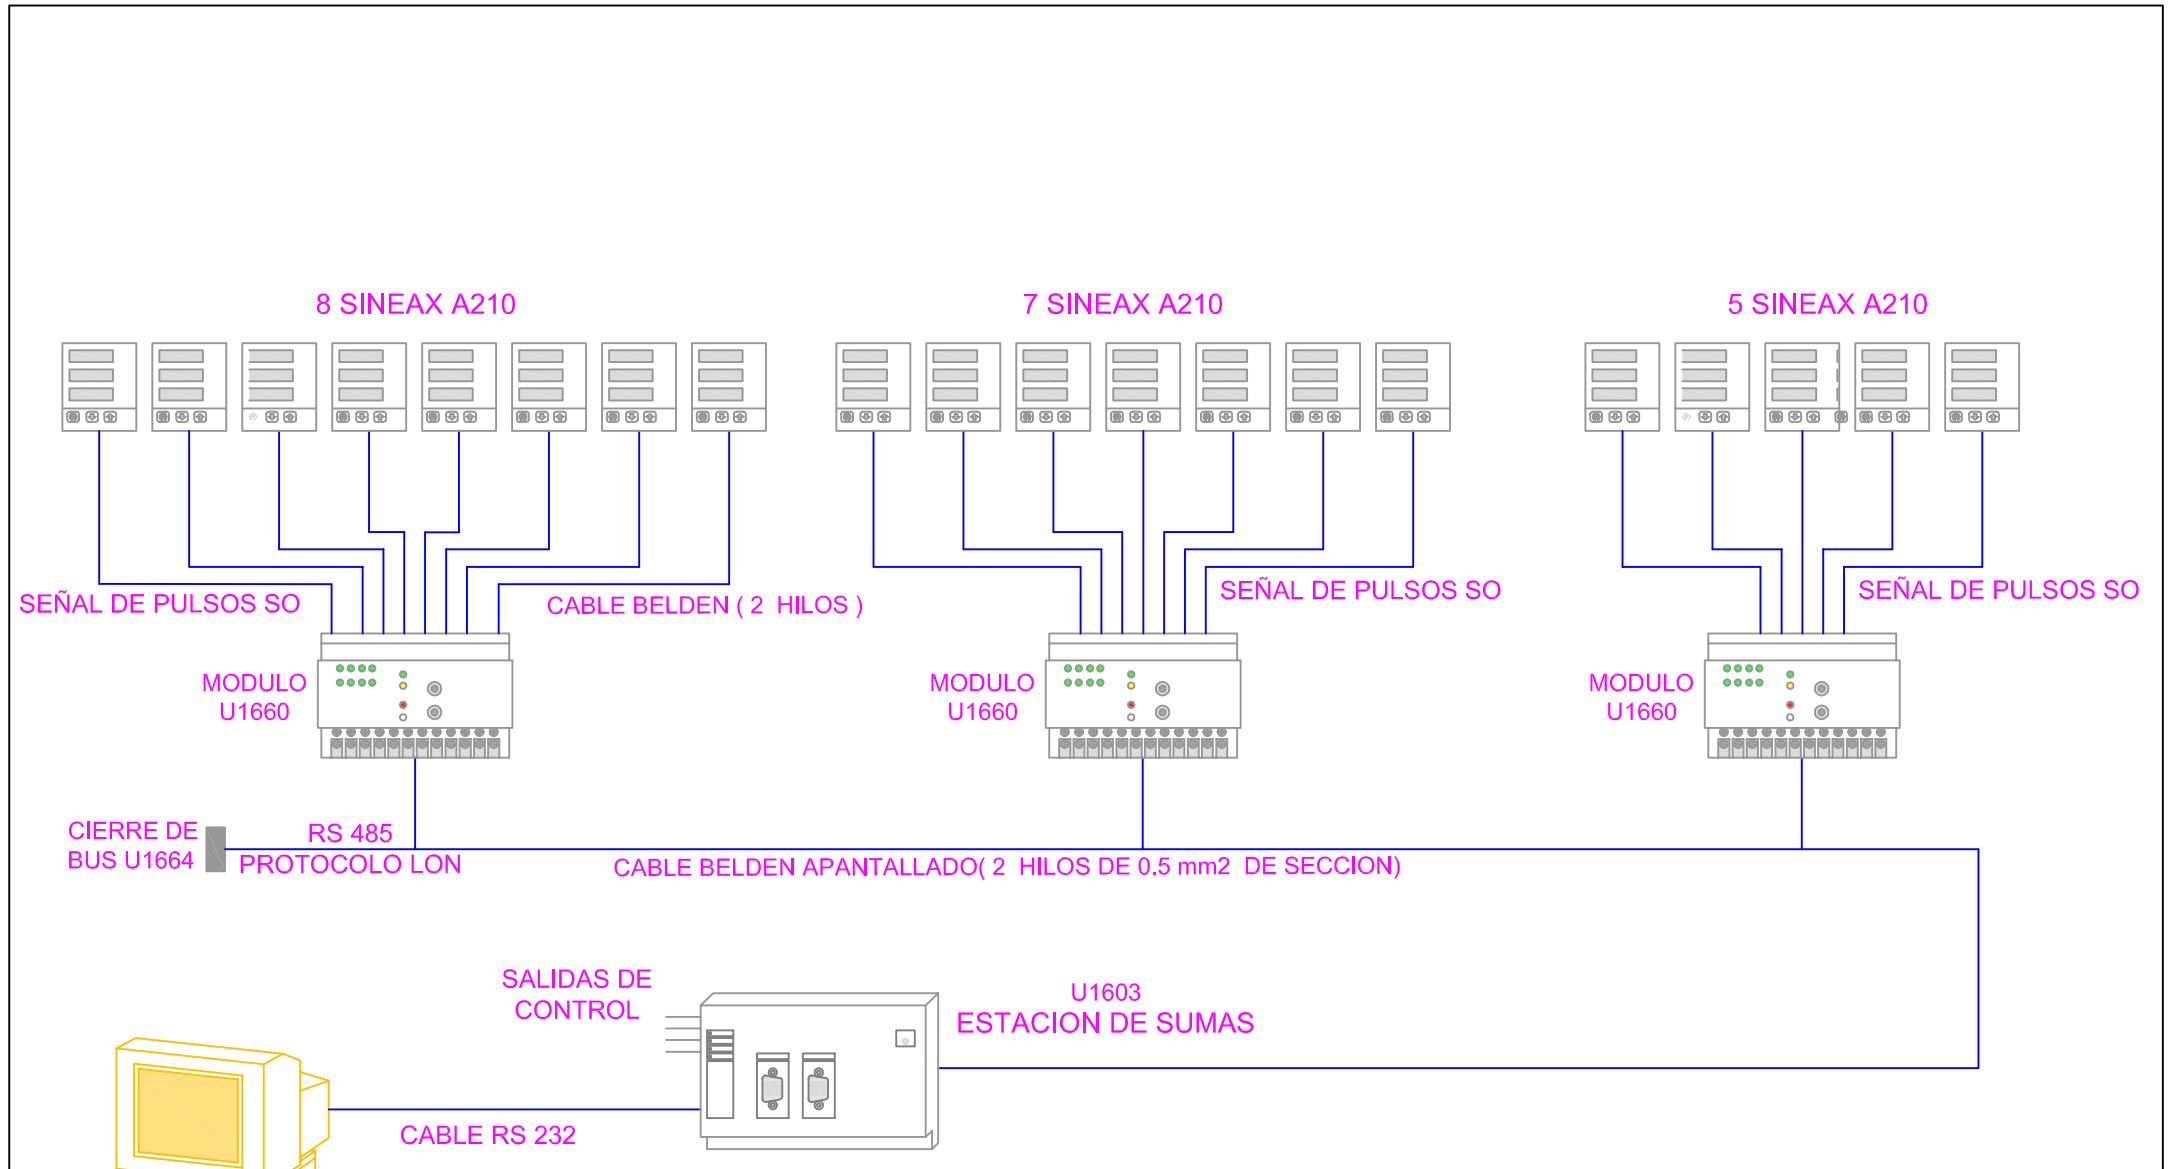 8 SINEAX A210
7 SINEAX A210
5 SINEAX A210
SEÑAL DE PULSOS SO
CABLE BELDEN ( 2 HILOS )
SEÑAL DE PULSOS SO
SEÑAL DE PULSOS SO
MODULO
U1660
MODULO
U1660
MODULO
U1660
CIERRE DE
BUS U1664
RS 485
PROTOCOLO LON
CABLE BELDEN APANTALLADO( 2 HILOS DE 0.5 mm2 DE SECCION)
SALIDAS DE
CONTROL
U1603
ESTACION DE SUMAS
CABLE RS 232